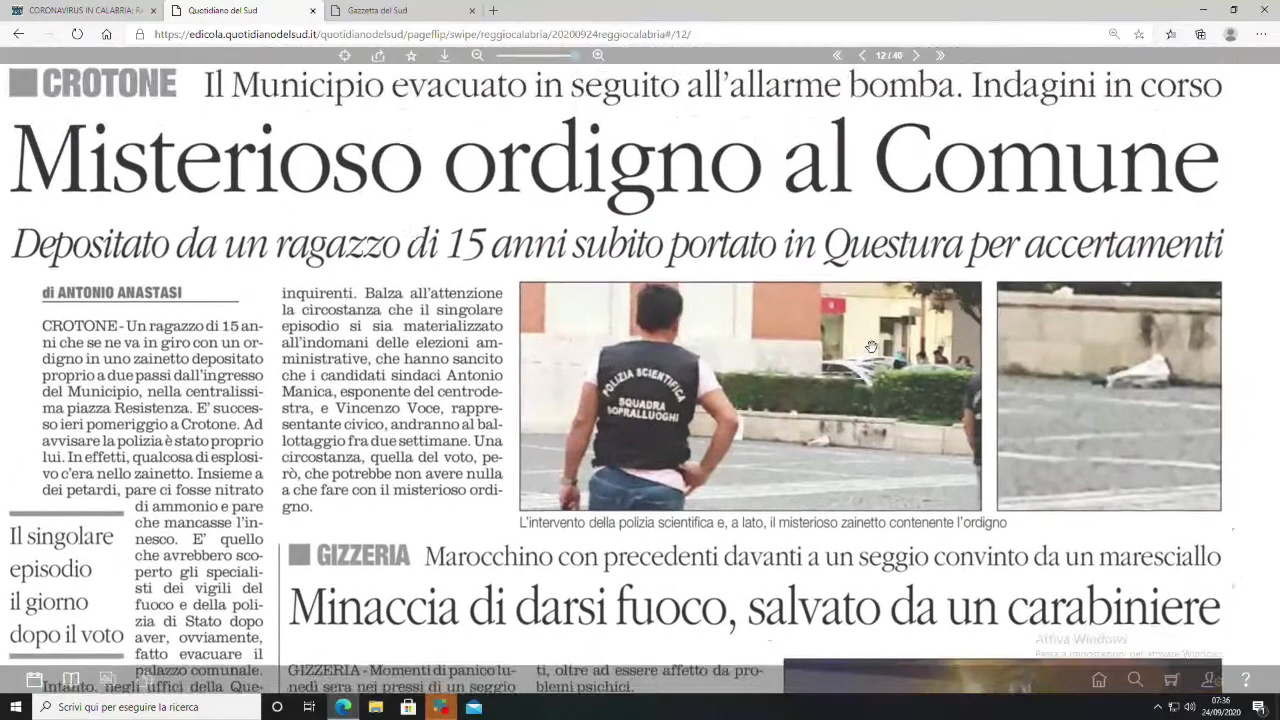 CORONAVIRUS IN CALABRIA: RA
Quotidiano del Sud
Gazzetta del Sud
https://edicola.quotidianodelsud.it/quotidianodelsud/pageflip/swipe/reggiocalabria/20200924reggiocalabria#/12/
12/40
CROTONE Il Municipio evacuato in seguito all'allarme bomba. Indagini in corso
Misterioso ordigno al Comune
Depositato da un ragazzo di 15 anni subito portato in Questura per accertamenti
di ANTONIO ANASTASI
CROTONE - Un ragazzo di 15 an-
ni che se ne va in giro con un or-
digno in uno zainetto depositato
proprio a due passi dall'ingresso
del Municipio, nella centralissi-
ma piazza Resistenza. E' succes-
so ieri pomeriggio a Crotone. Ad
avvisare la polizia è stato proprio
lui. In effetti, qualcosa di esplosi-
vo c'era nello zainetto. Insieme a
dei petardi, pare ci fosse nitrato
di ammonio e pare
che mancasse l'in-
nesco. E' quello
che avrebbero sco-
perto gli speciali-
sti dei vigili del
fuoco e della poli-
zia di Stato dopo
aver, ovviamente,
fatto evacuare il
palazzo comunale.
Intanto, negli uffici della Que-
Il singolare
episodio
il giorno
dopo il voto
inquirenti. Balza all'attenzione
la circostanza che il singolare
episodio si sia materializzato
all'indomani delle elezioni am-
ministrative, che hanno sancito
che i candidati sindaci Antonio
Manica, esponente del centrode-
stra, e Vincenzo Voce, rappre-
sentante civico, andranno al bal-
lottaggio fra due settimane. Una
circostanza, quella del voto, pe-
rò, che potrebbe non avere nulla
a che fare con il misterioso ordi-
gno.
POLIZIA SCIENTIFICA
SQUADRA
SOPRALLUOGHI
L'intervento della polizia scientifica e, a lato, il misterioso zainetto contenente l'ordigno
GIZZERIA Marocchino con precedenti davanti a un seggio convinto da un maresciallo
Minaccia di darsi fuoco, salvato da un carabiniere
GIZZERIA - Momenti di panico lu-
nedì sera nei pressi di un seggio
ti, oltre ad essere affetto da pro-
blemi psichici.
Attiva Windows
Passa a Impostazioni per attivare Windows.
Scrivi qui per eseguire la ricerca
07:36
24/09/2020